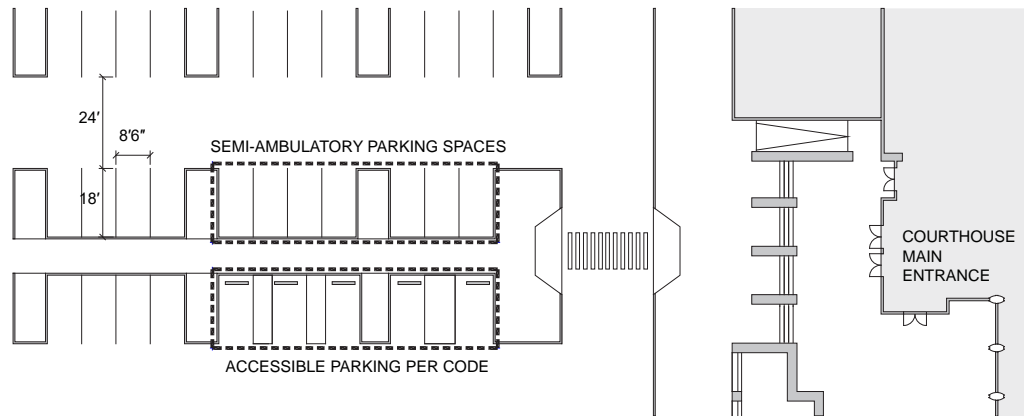 24'
8'6"
SEMI-AMBULATORY PARKING SPACES
18'
COURTHOUSE
MAIN
ENTRANCE
ACCESSIBLE PARKING PER CODE